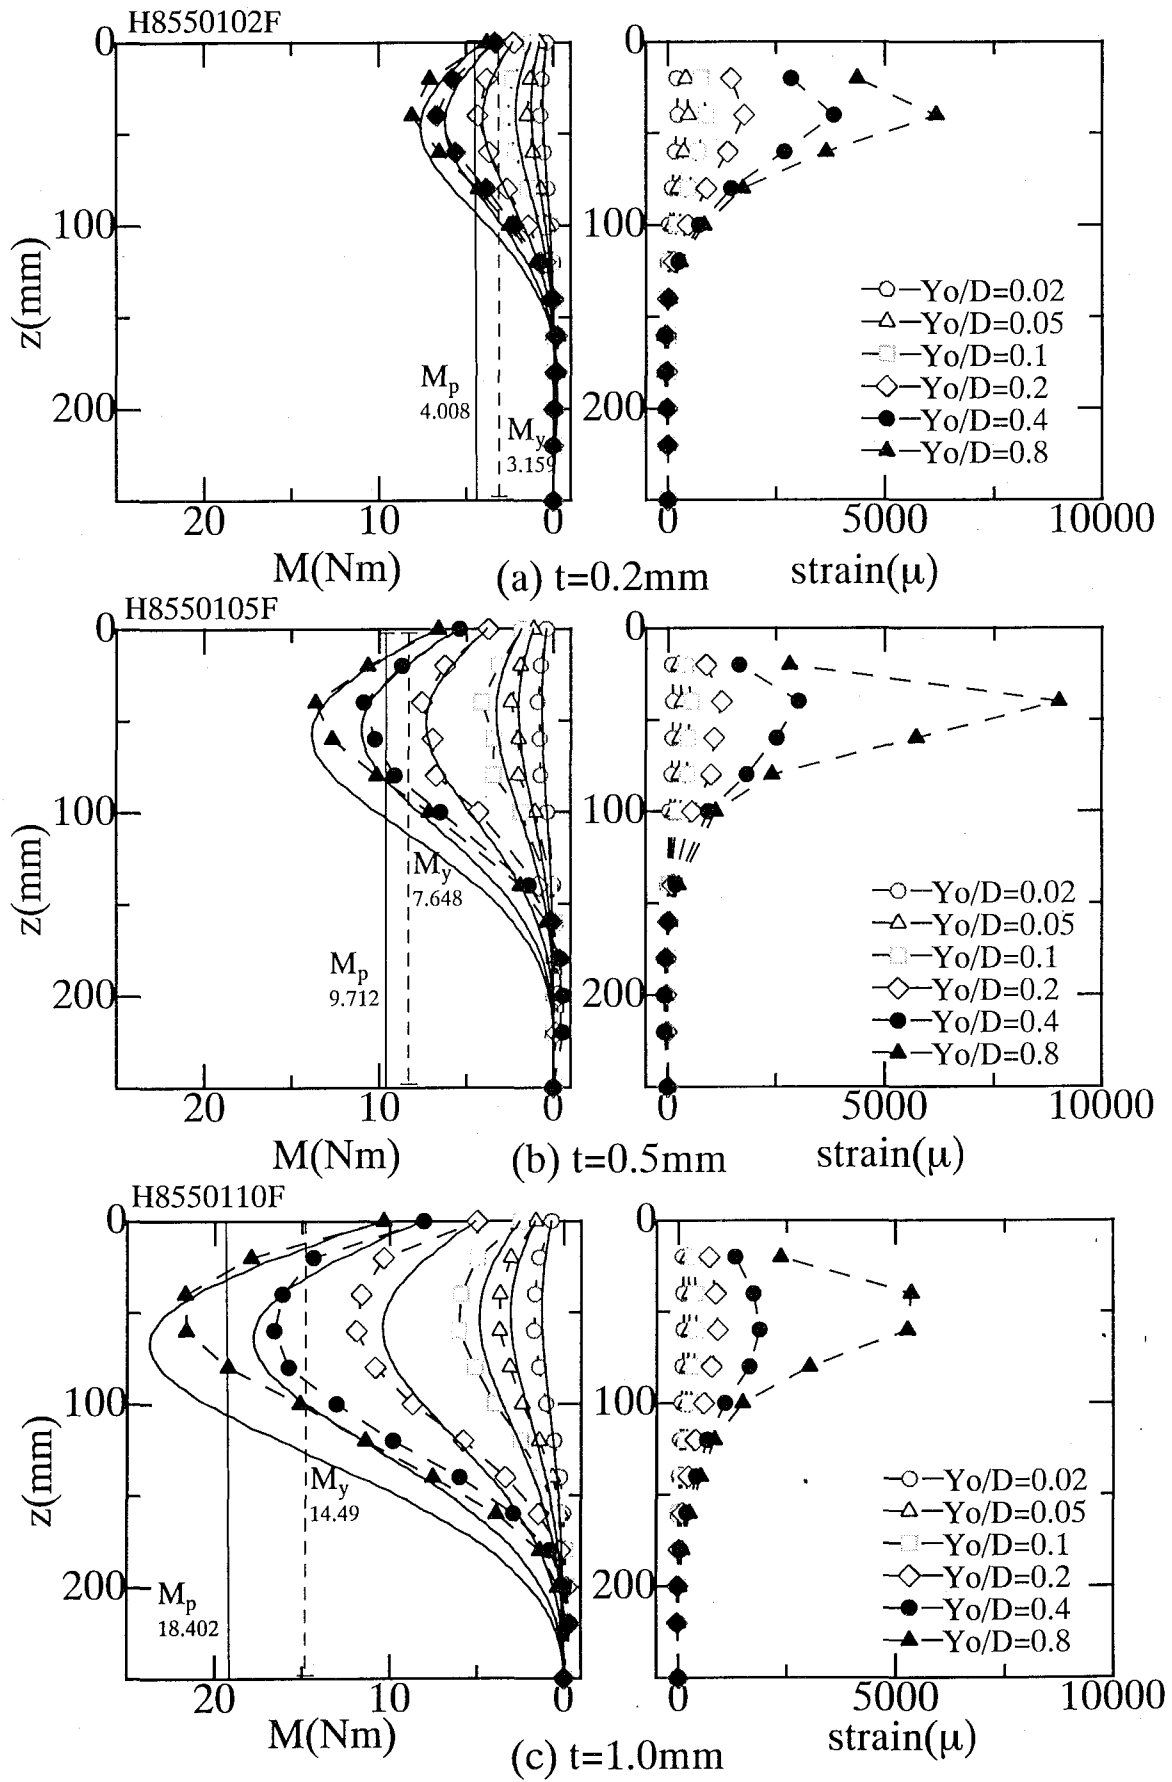 H8550102F
0
100
200
z(mm)
20 10 0
M(Nm)
Mp
4.008
My
3.159
0
100
200
Yo/D=0.02
Yo/D=0.05
Yo/D=0.1
Yo/D=0.2
Yo/D=0.4
Yo/D=0.8
0 5000 10000
strain(μ)
(a) t=0.2mm
H8550105F
0
100
200
z(mm)
20 10 0
M(Nm)
My
7.648
Mp
9.712
0
100
200
Yo/D=0.02
Yo/D=0.05
Yo/D=0.1
Yo/D=0.2
Yo/D=0.4
Yo/D=0.8
0 5000 10000
strain(μ)
(b) t=0.5mm
H8550110F
0
100
200
z(mm)
20 10 0
M(Nm)
My
14.49
Mp
18.402
0
100
200
Yo/D=0.02
Yo/D=0.05
Yo/D=0.1
Yo/D=0.2
Yo/D=0.4
Yo/D=0.8
0 5000 10000
strain(μ)
(c) t=1.0mm